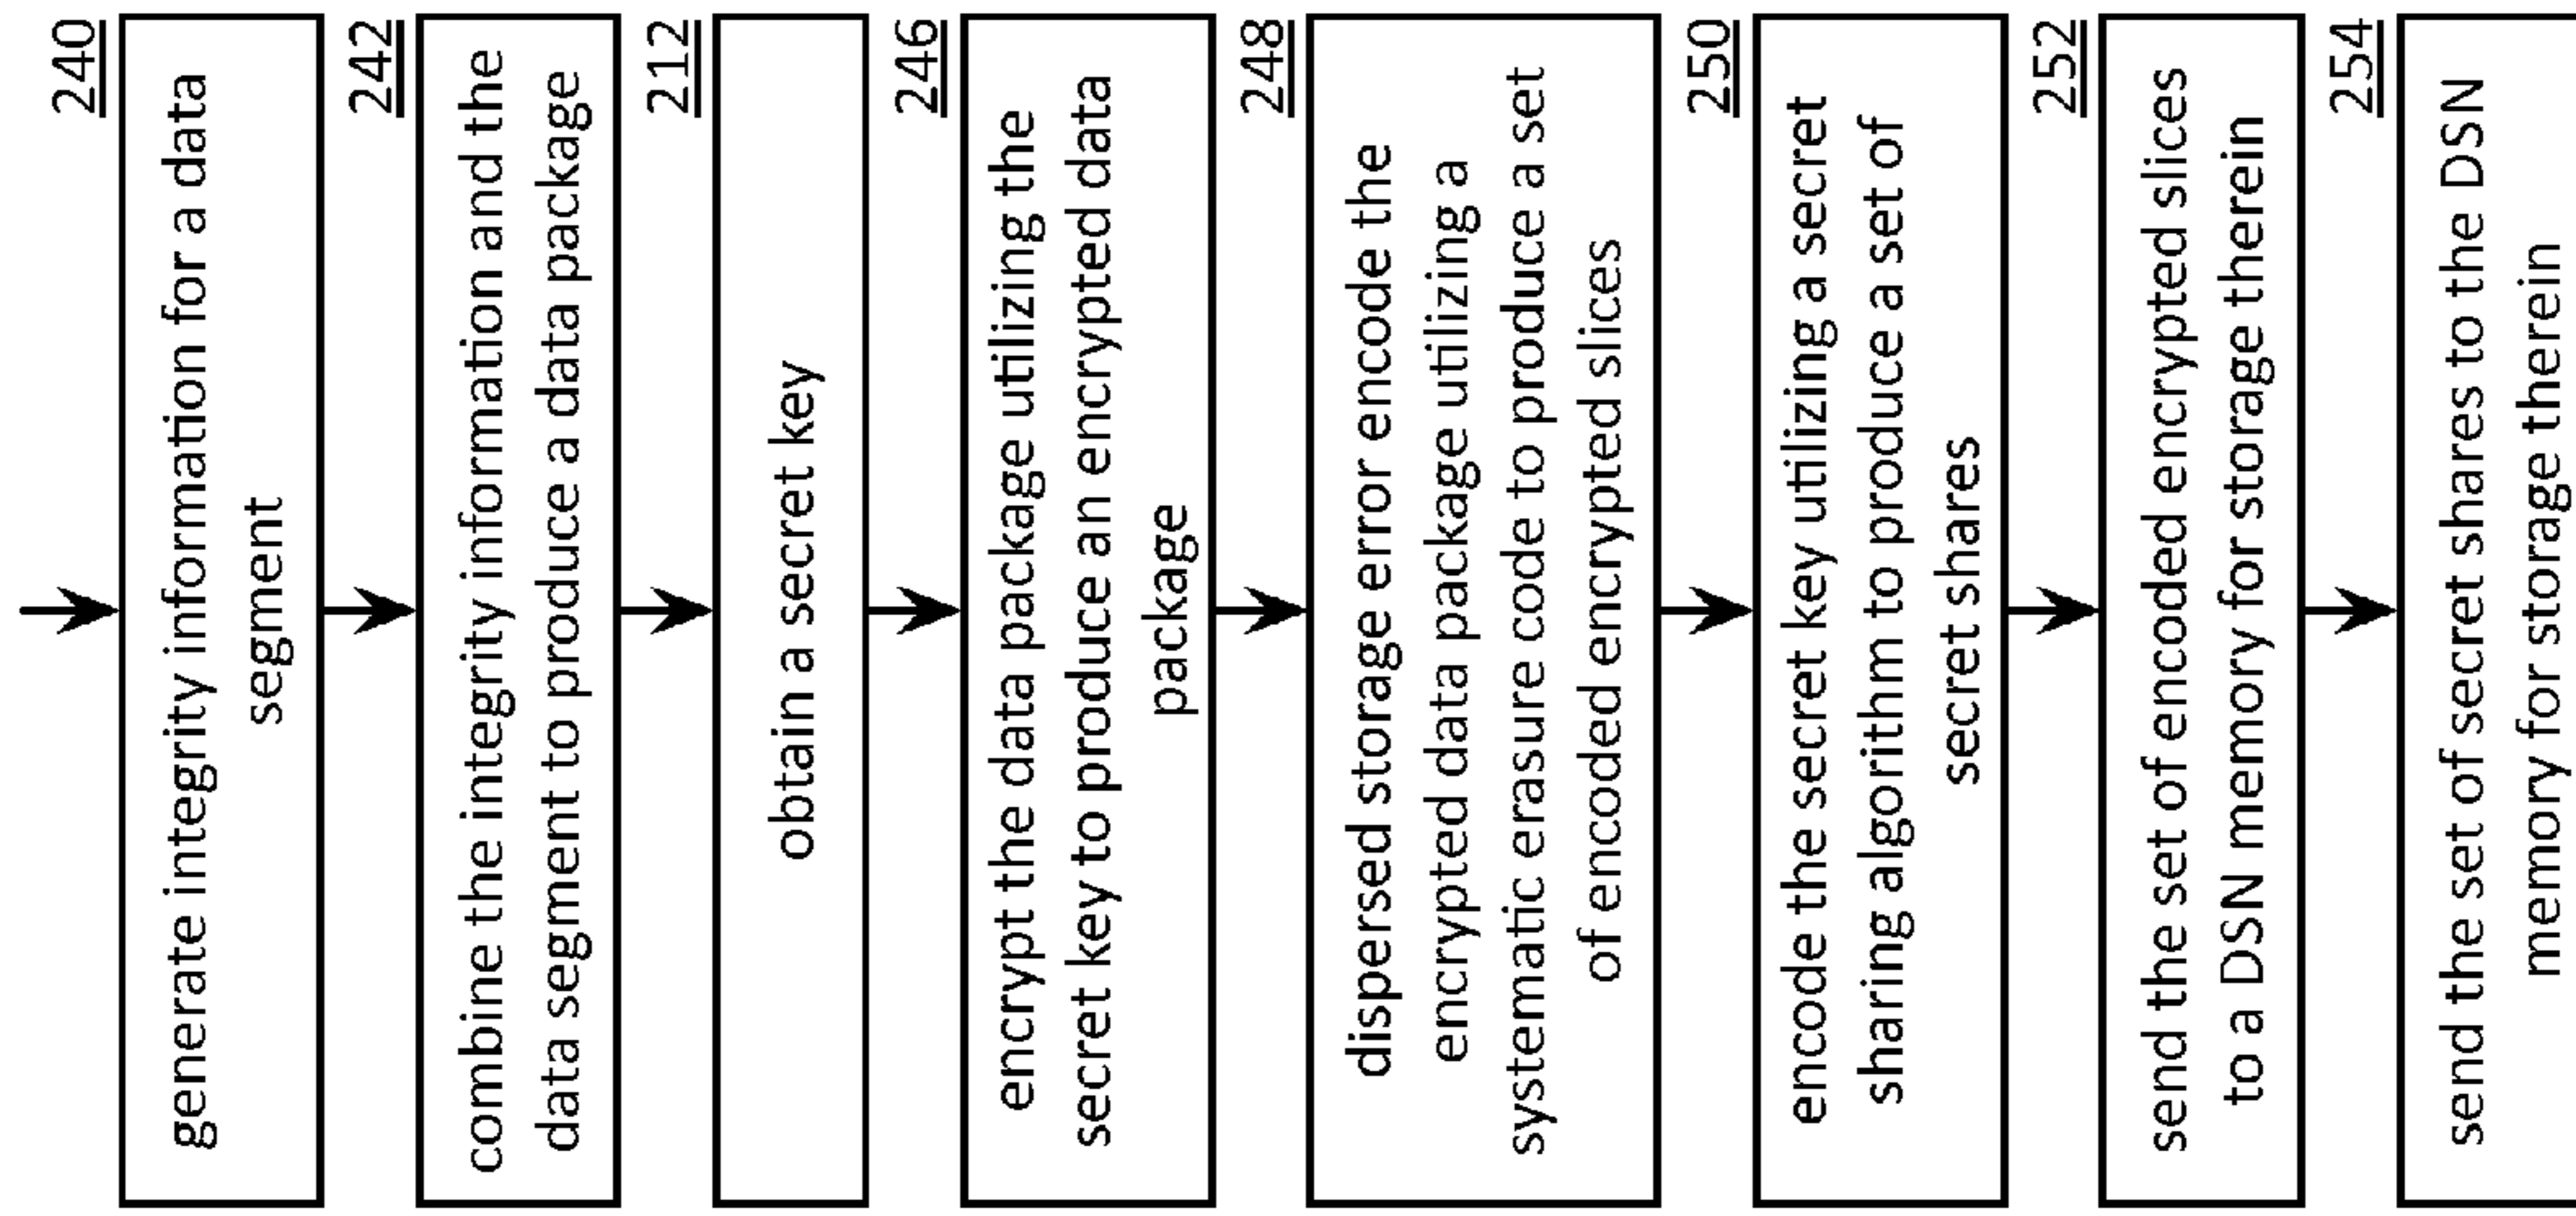 240
generate integrity information for a data
segment
242
combine the integrity information and the
data segment to produce a data package
212
obtain a secret key
246
encrypt the data package utilizing the
secret key to produce an encrypted data
package
248
dispersed storage error encode the
encrypted data package utilizing a
systematic erasure code to produce a set
of encoded encrypted slices
250
encode the secret key utilizing a secret
sharing algorithm to produce a set of
secret shares
252
send the set of encoded encrypted slices
to a DSN memory for storage therein
254
send the set of secret shares to the DSN
memory for storage therein